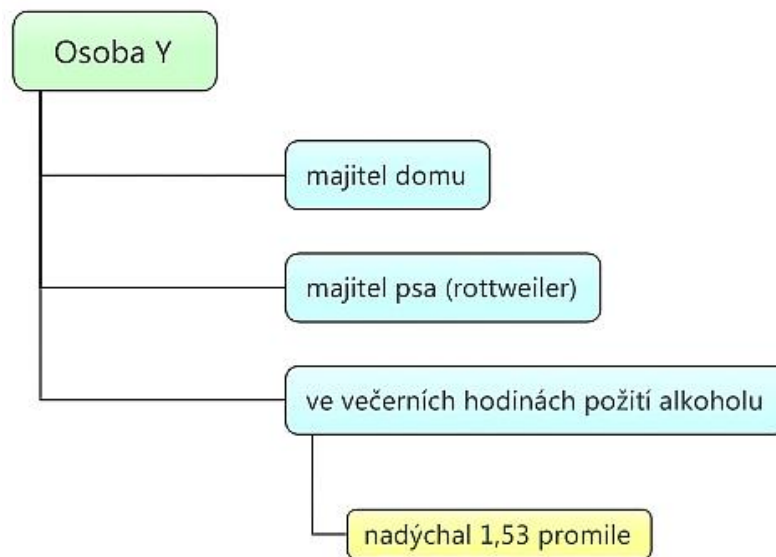 Osoba Y
majitel domu
majitel psa (rottweiler)
ve večerních hodinách požití alkoholu
nadýchal 1,53 promile